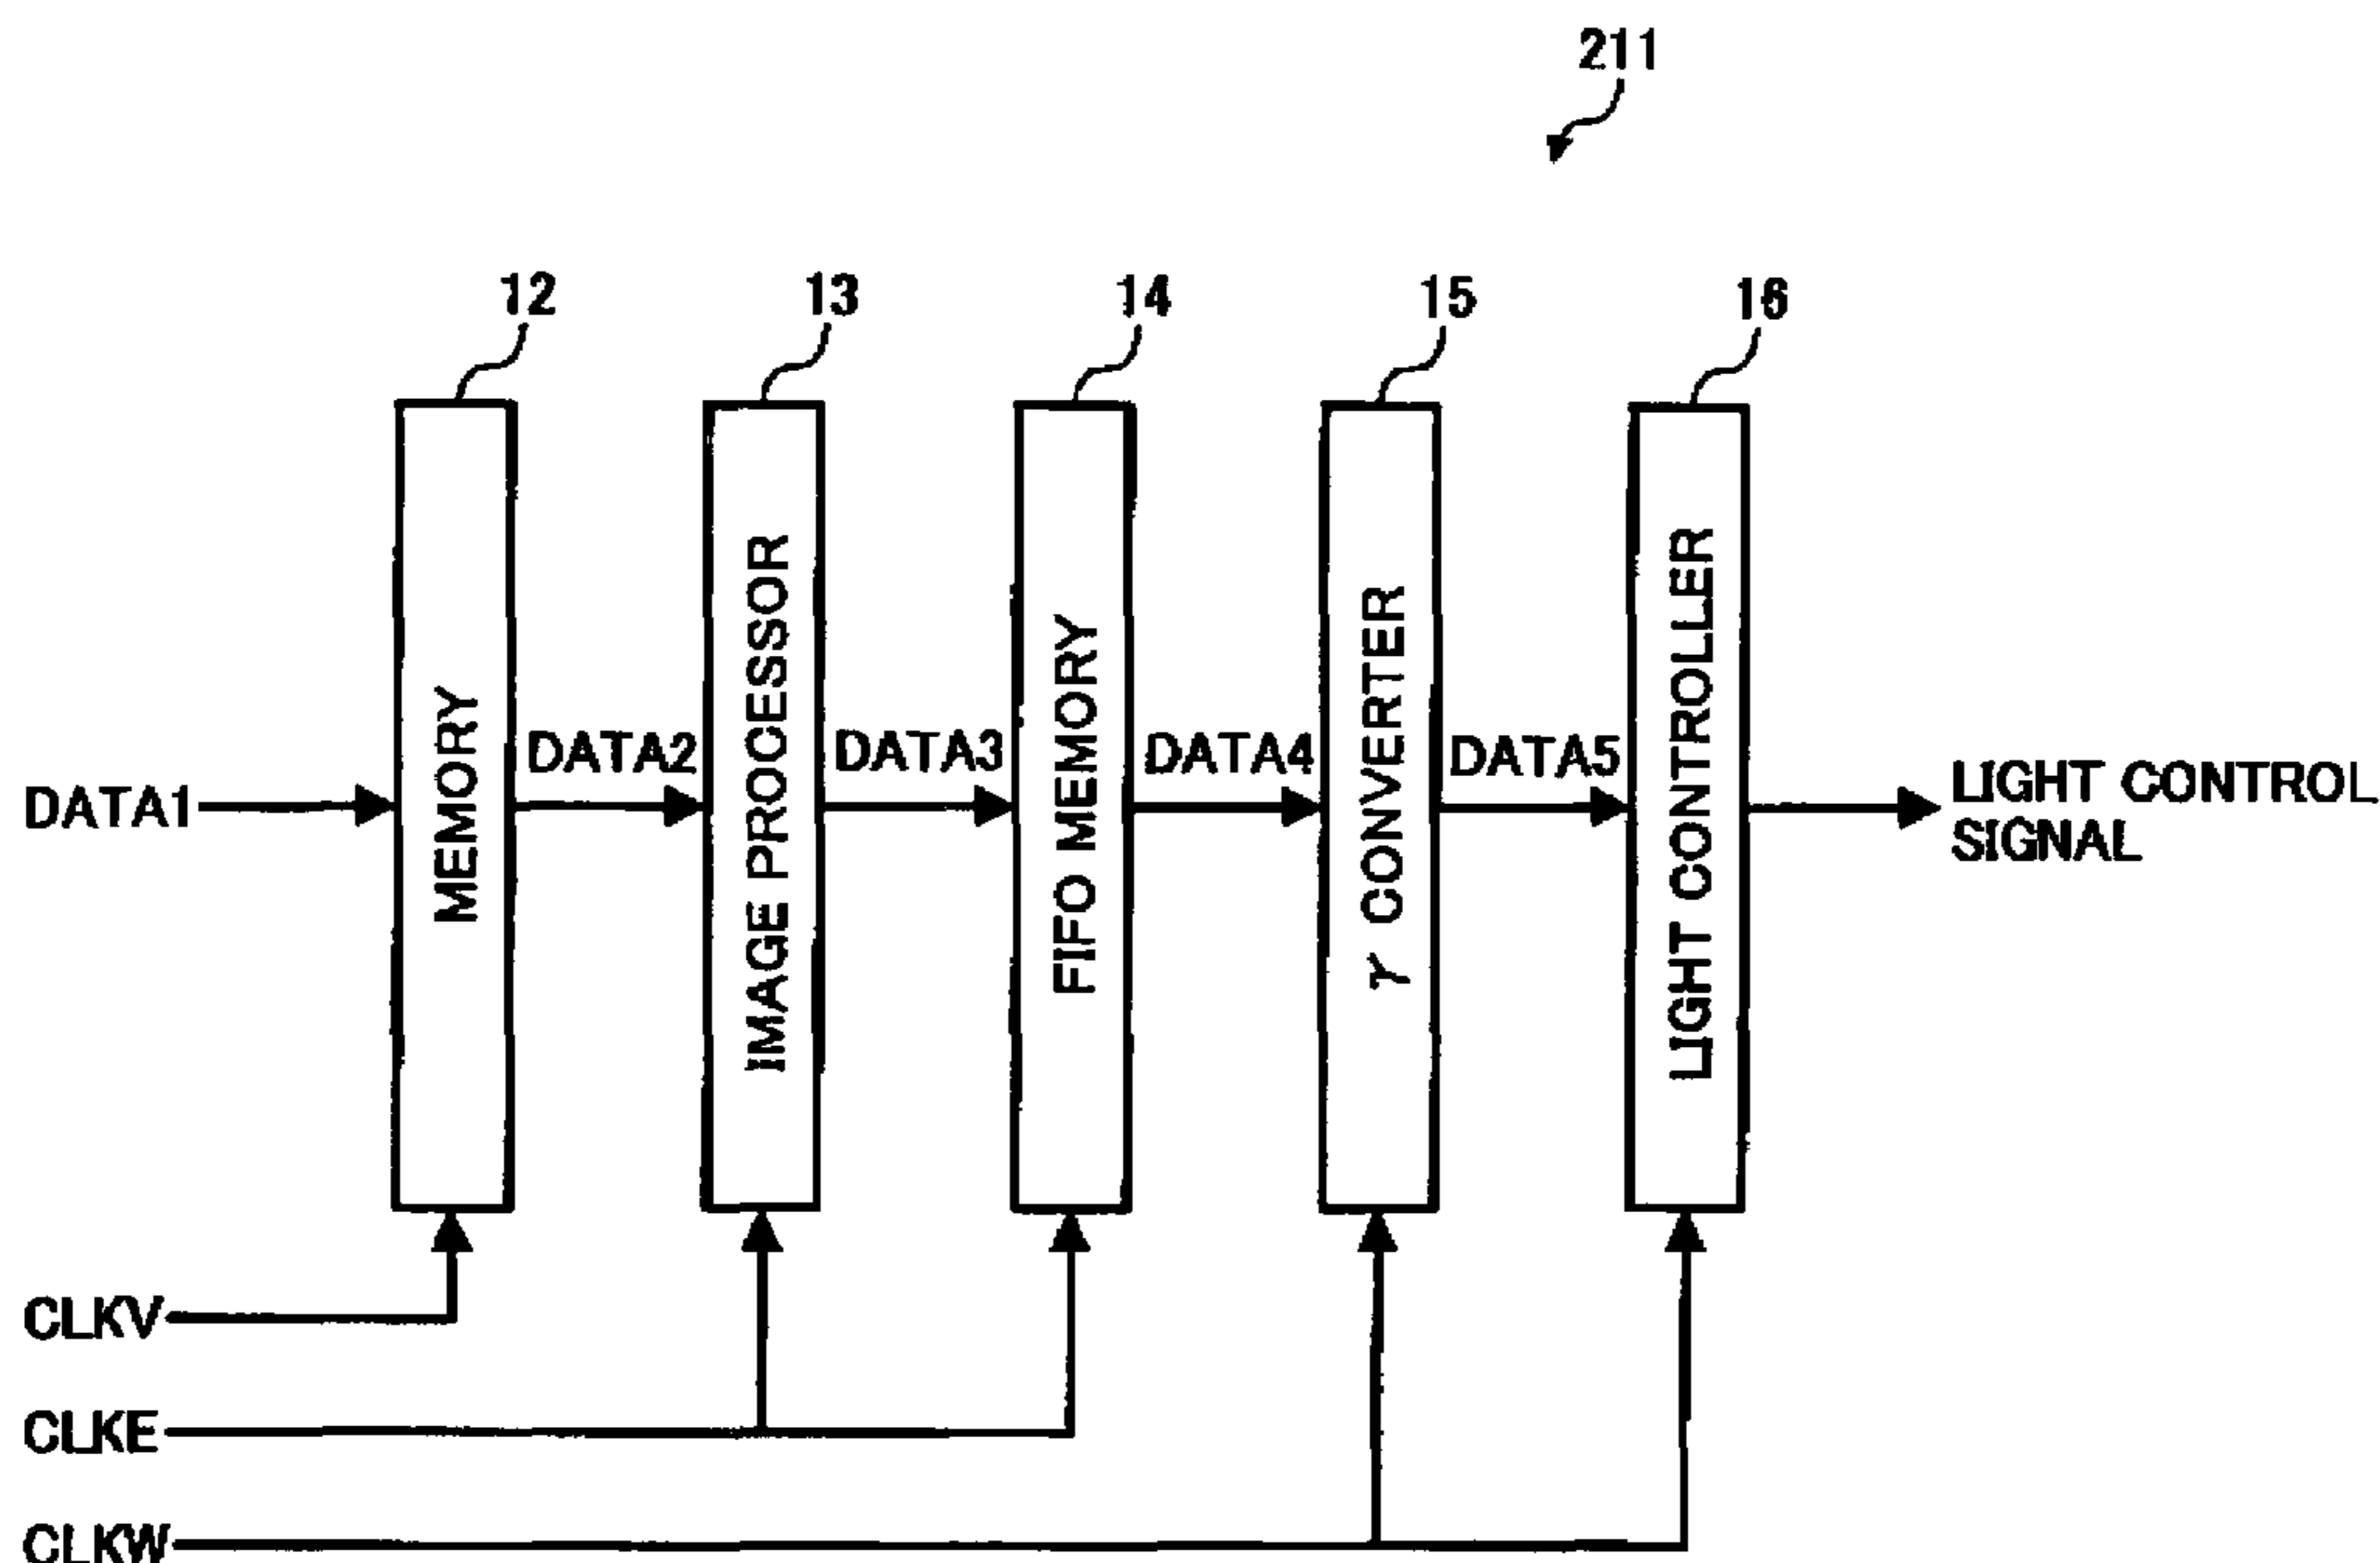 211
12
13
14
15
16
MEMORY
IMAGE PROCESSOR
FIFO MEMORY
γ CONVERTER
LIGHT CONTROLLER
DATA1
DATA2
DATA3
DATA4
DATA5
LIGHT CONTROL
SIGNAL
CLKV
CLKE
CLKW